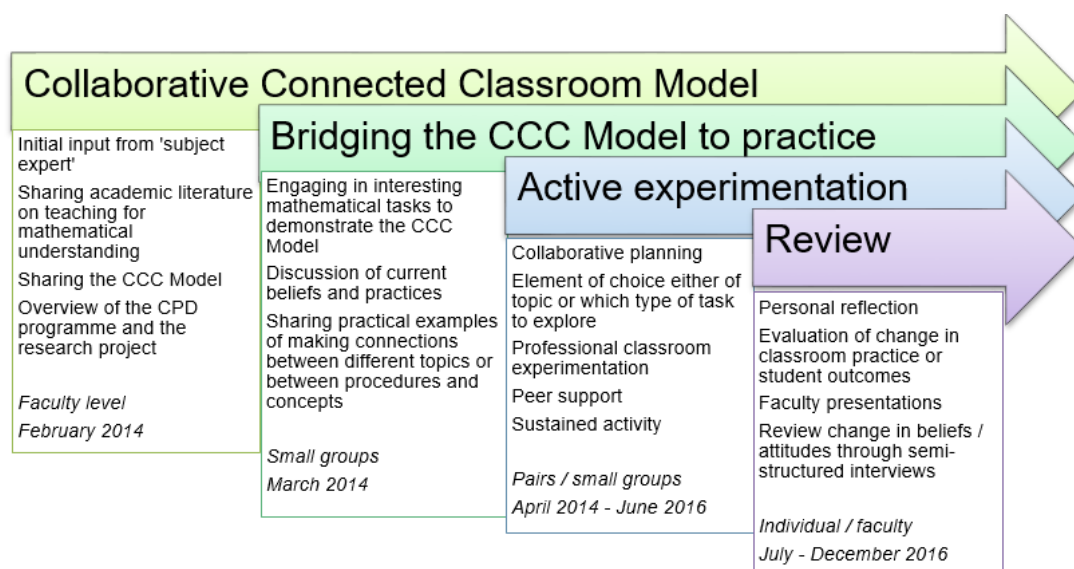 Collaborative Connected Classroom Model
Initial input from 'subject
expert'
Sharing academic literature
on teaching for
mathematical
understanding
Sharing the CCC Model
Overview of the CPD
programme and the
research project
Faculty level
February 2014
Bridging the CCC Model to practice
Engaging in interesting
mathematical tasks to
demonstrate the CCC
Model
Discussion of current
beliefs and practices
Sharing practical examples
of making connections
between different topics or
between procedures and
concepts
Small groups
March 2014
Active experimentation
Collaborative planning
Element of choice either of
topic or which type of task
to explore
Professional classroom
experimentation
Peer support
Sustained activity
Pairs / small groups
April 2014 - June 2016
Review
Personal reflection
Evaluation of change in
classroom practice or
student outcomes
Faculty presentations
Review change in beliefs /
attitudes through semi-
structured interviews
Individual / faculty
July - December 2016